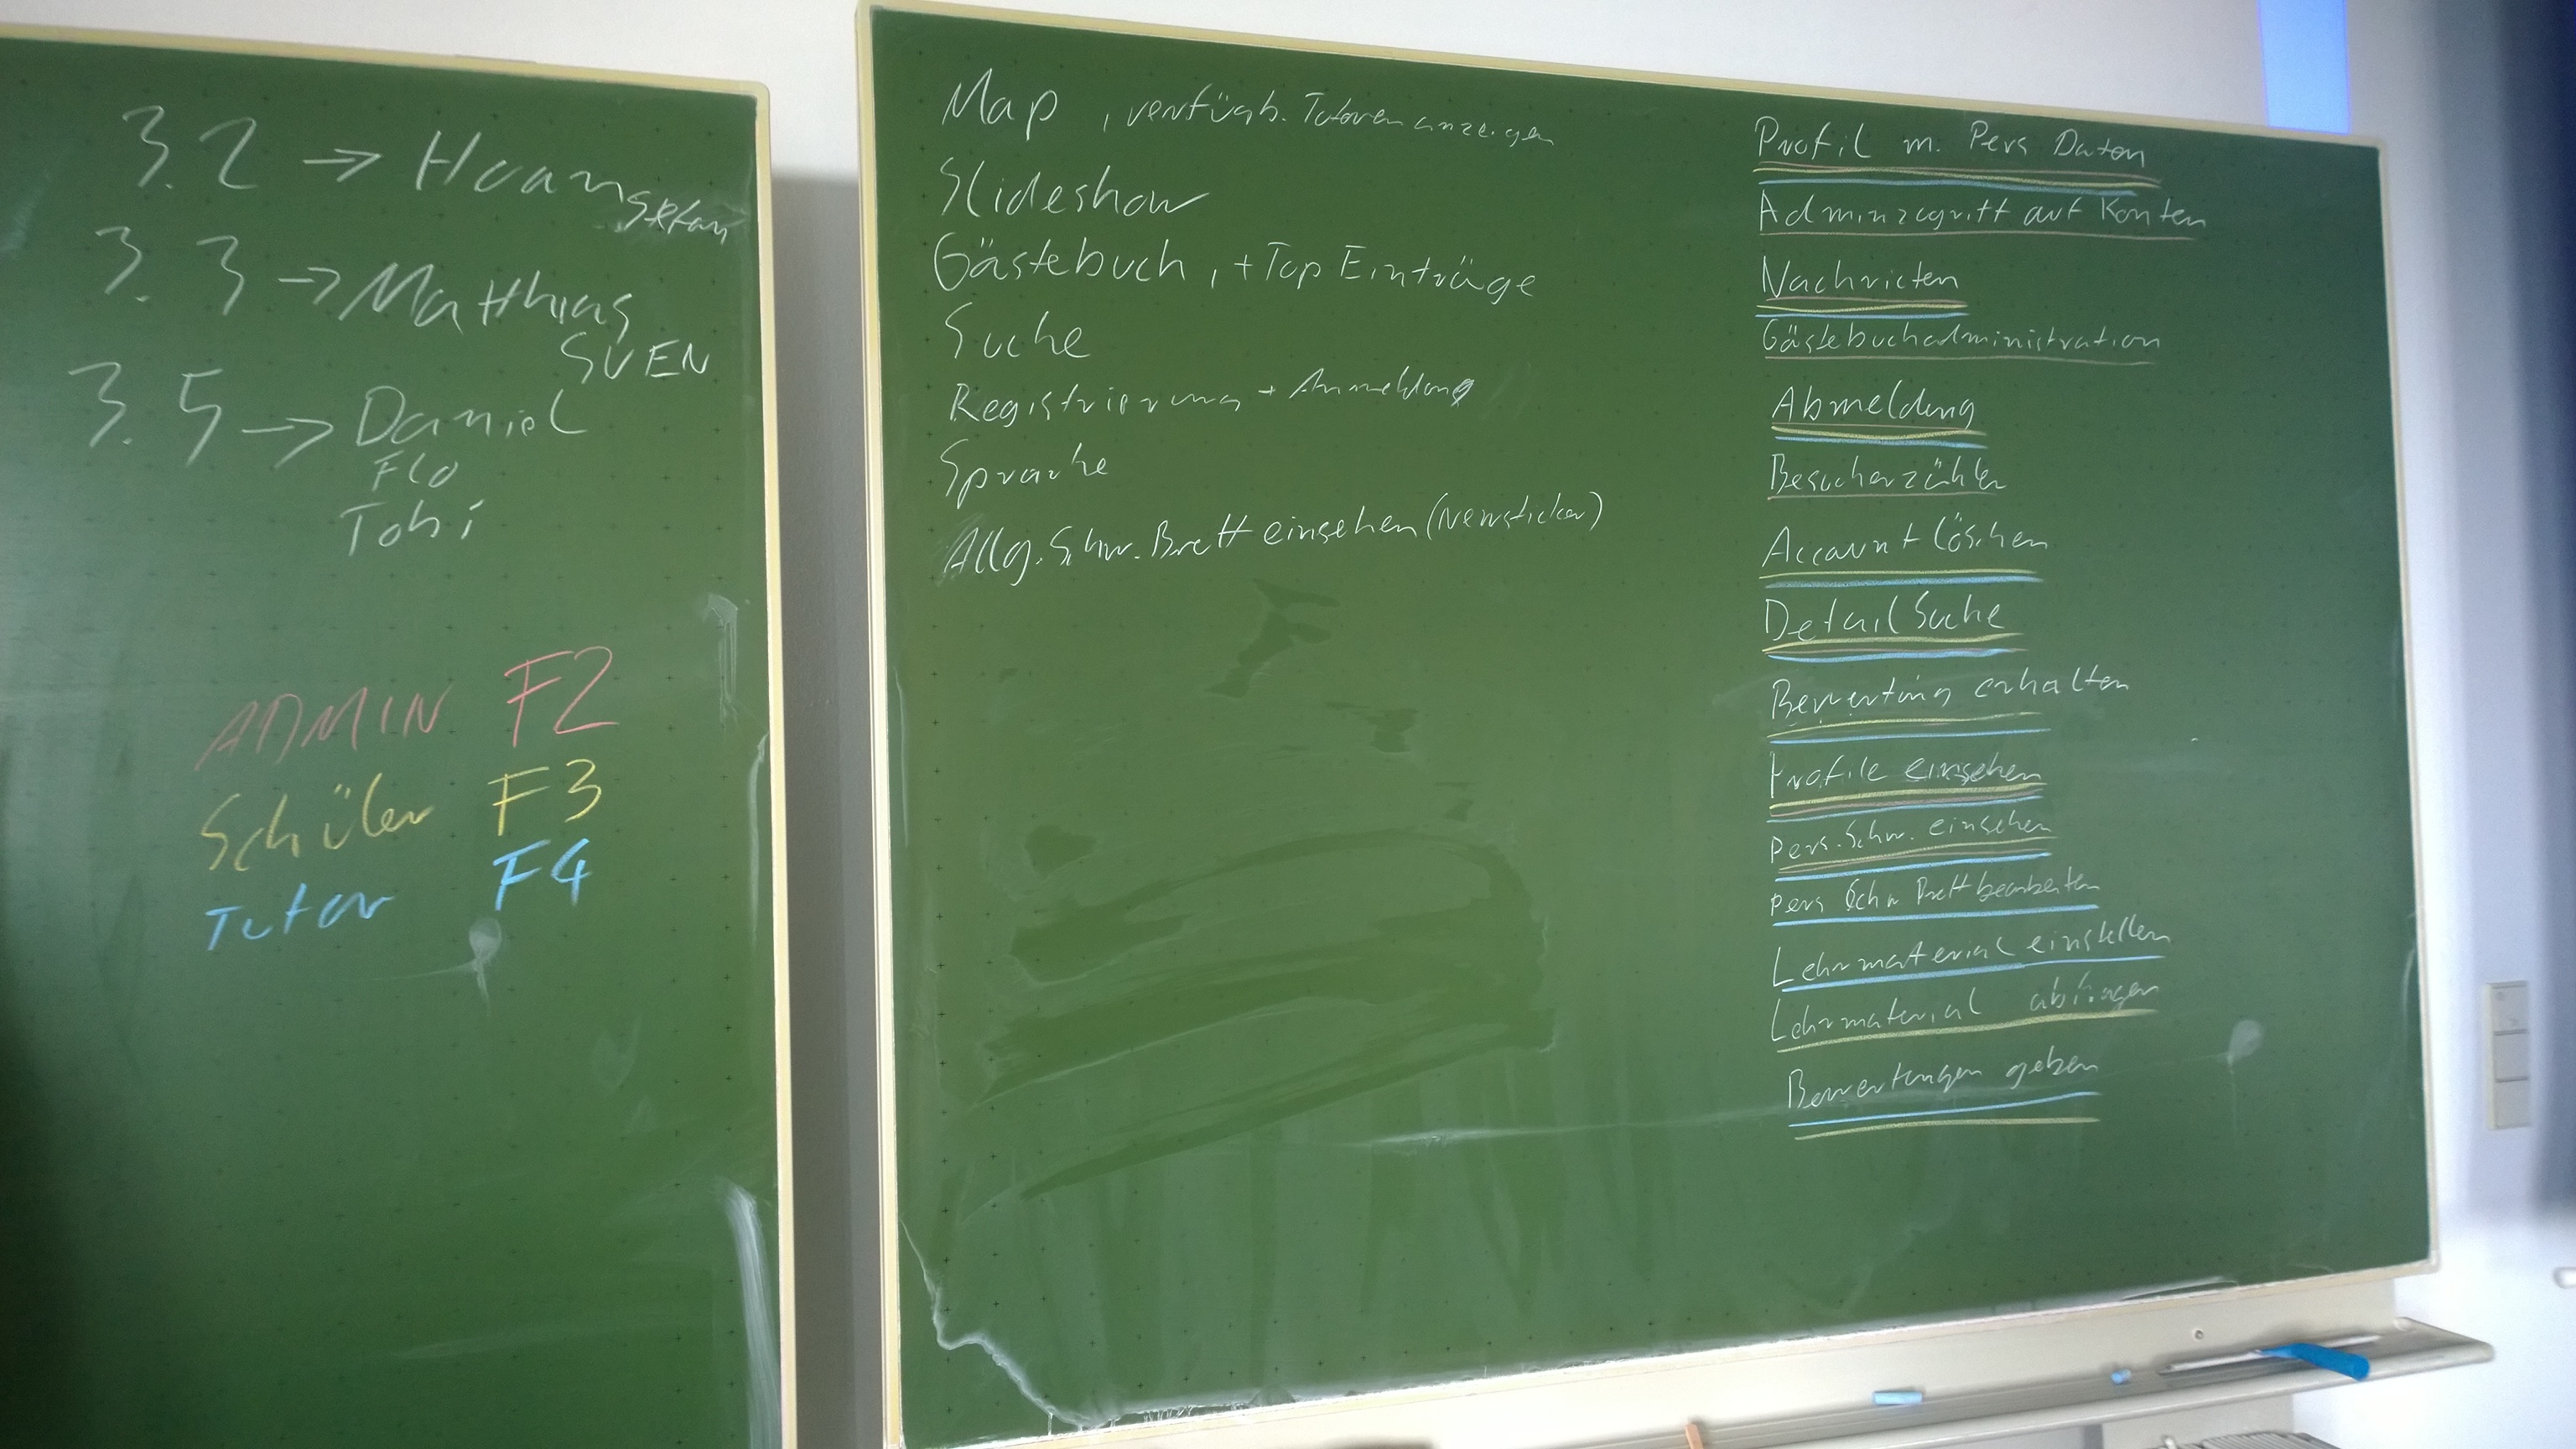 3.2 → Hoang
Stefan
3.3 → Matthias
SVEN
3.5 → Daniel
Flo
Tobi
ADMIN F2
Schüler F3
Tutor F4
Map , verfügb. Tutoren anzeigen
Slideshow
Gästebuch, + Top Einträge
Suche
Registrierung + Anmeldung
Sprache
Allg. Schw. Brett einsehen (Newsticker)
Profil m. Pers Daten
Adminzugriff auf Konten
Nachrichten
Gästebuchadministration
Abmeldung
Besucherzähler
Account löschen
Detail Suche
Bewertung erhalten
Profile einsehen
Pers. Schw. einsehen
Pers Schw Brett bearbeiten
Lehrmaterial einstellen
Lehrmaterial abfragen
Bewertungen geben